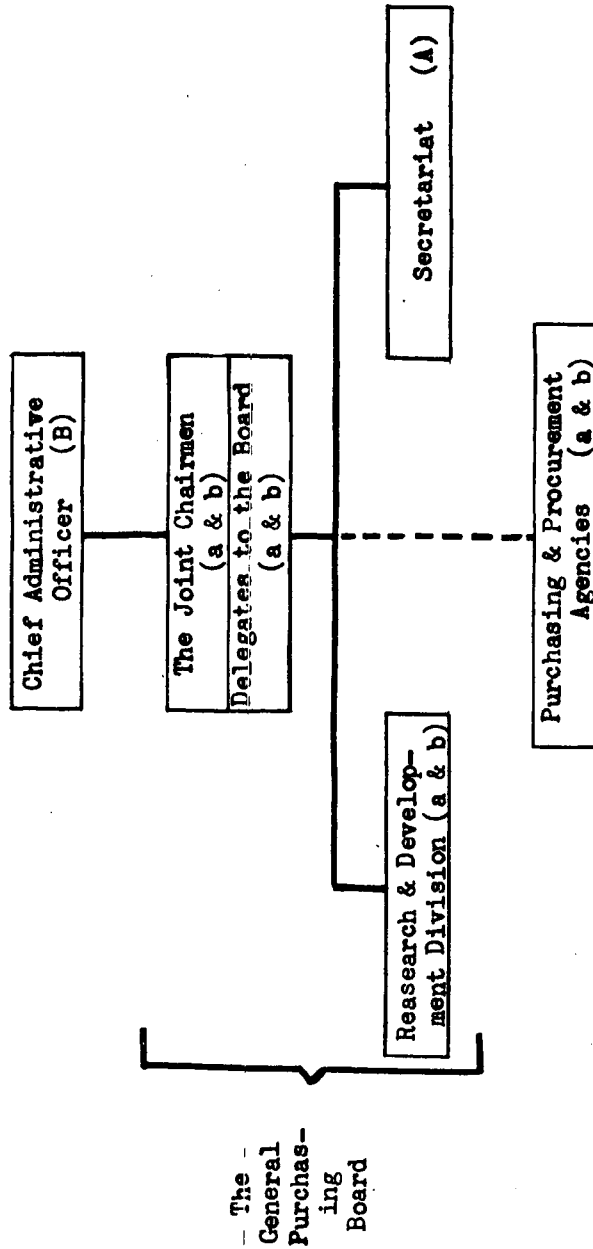 Chief Administrative
Officer (B)
The Joint Chairmen
(a & b)
Delegates to the Board
(a & b)
- The -
General
Purchas-
ing
Board
Reasearch & Develop-
ment Division (a & b)
Secretariat (A)
Purchasing & Procurement
Agencies (a & b)